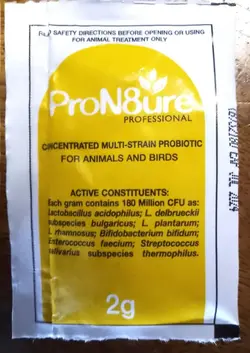 SAFETY DIRECTIONS BEFORE OPENING OR USING
FOR ANIMAL TREATMENT ONLY
ProN8ure
PROFESSIONAL
CONCENTRATED MULTI-STRAIN PROBIOTIC
FOR ANIMALS AND BIRDS
ACTIVE CONSTITUENTS:
Each gram contains 180 Million CFU as:
Lactobacillus acidophilus; L. delbrueckii
subspecies bulgaricus; L. plantarum;
L. rhamnosus; Bifidobacterium bifidum;
Enterococcus faecium; Streptococcus
salivarius subspecies thermophilus.
2g
JUL 2024